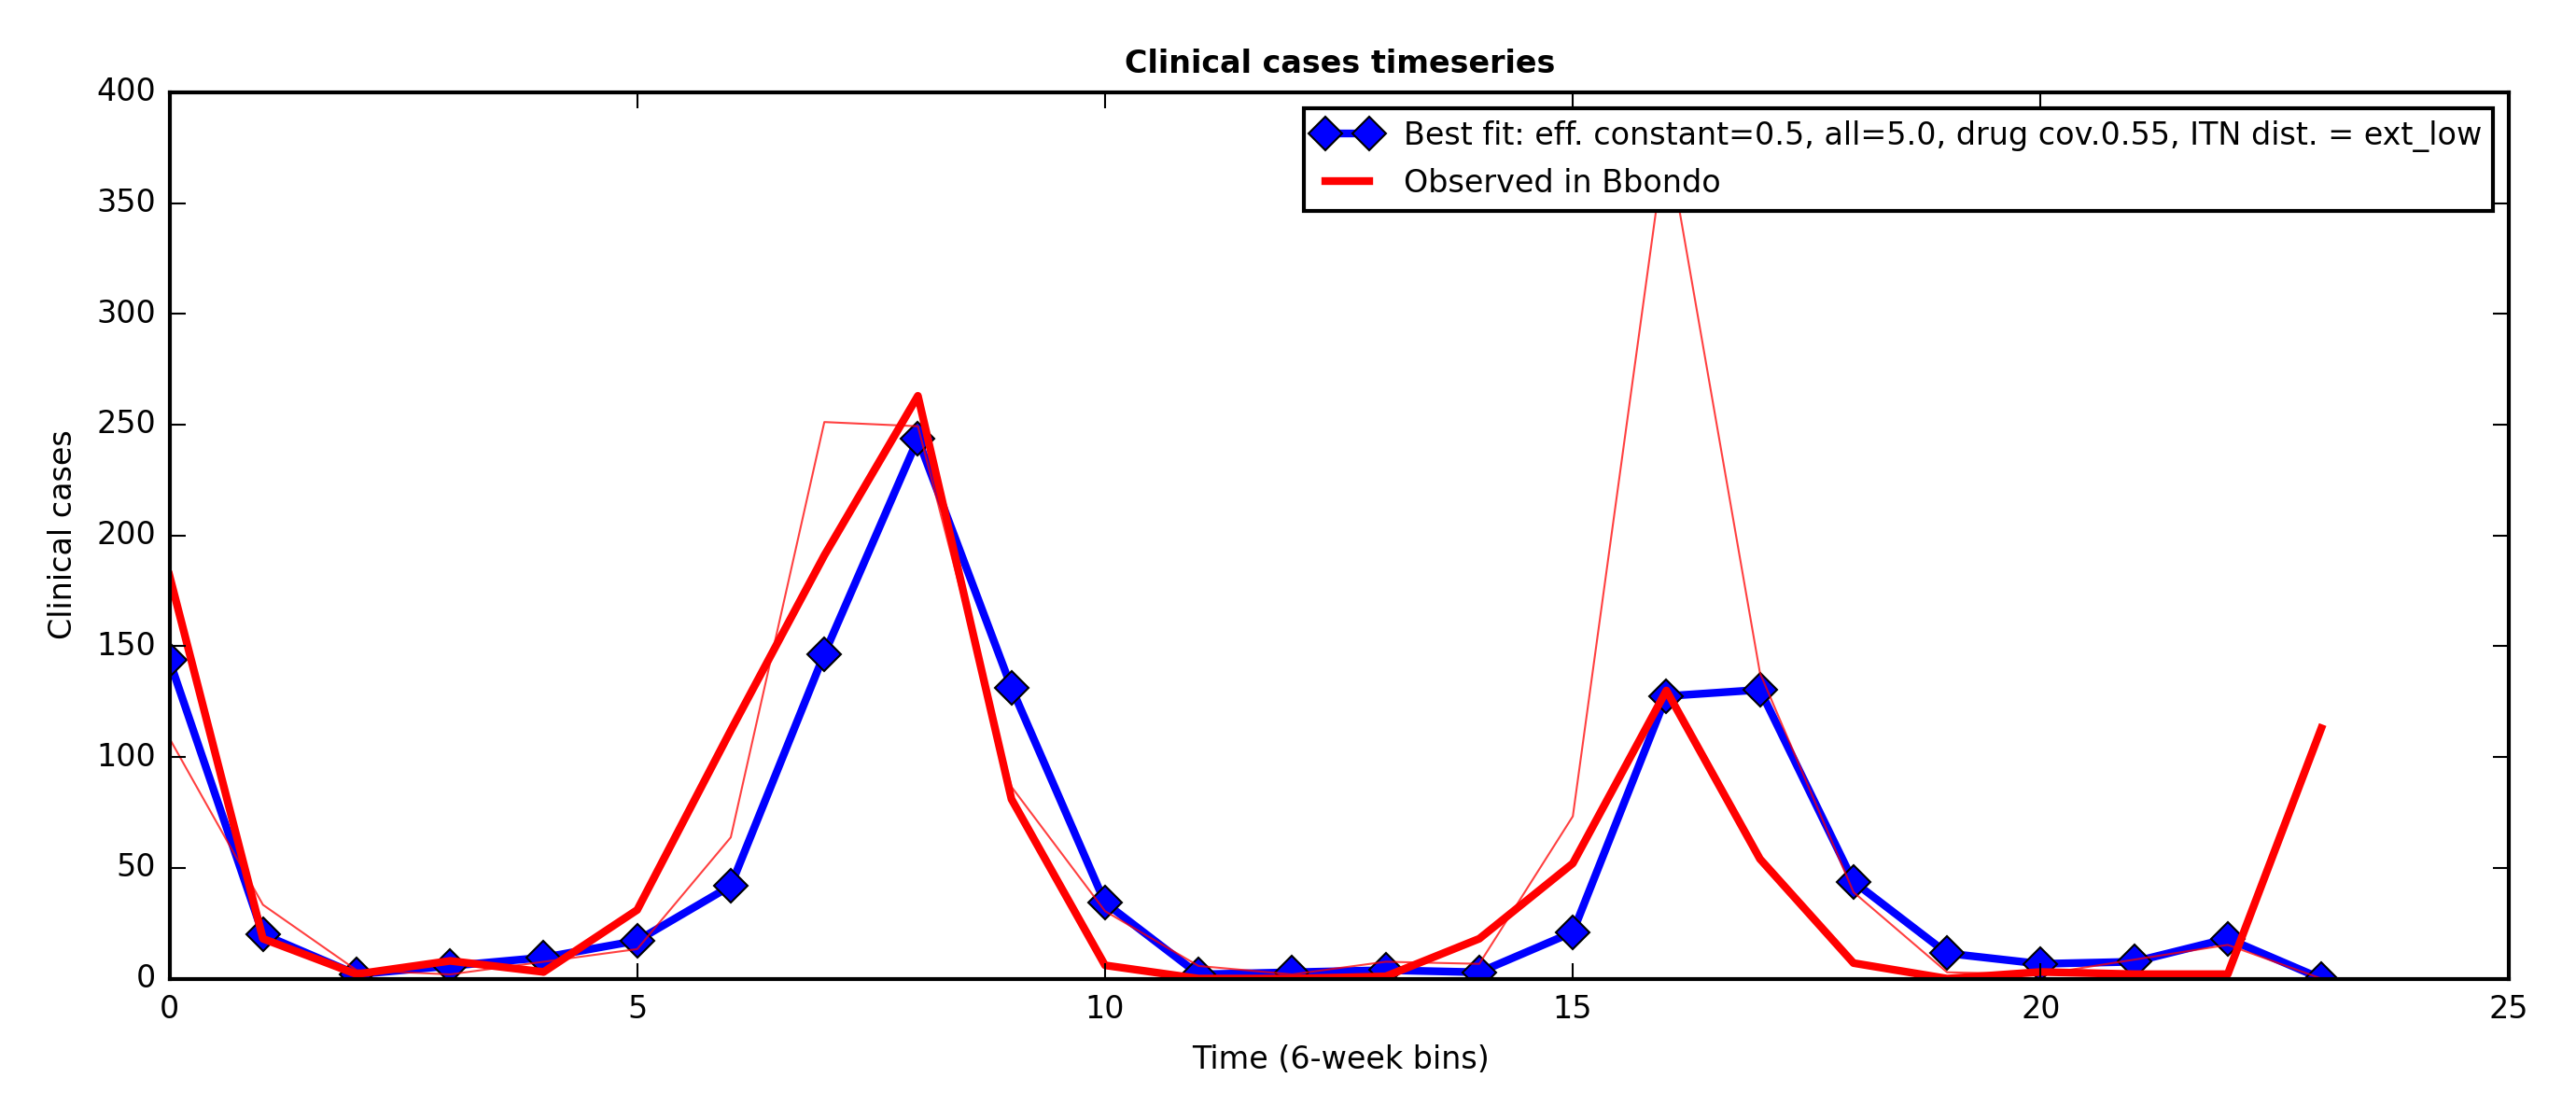 Clinical cases timeseries
400
350
300
250
200
150
100
50
0
Clinical cases
Best fit: eff. constant=0.5, all=5.0, drug cov.0.55, ITN dist. = ext_low
Observed in Bbondo
0 5 10 15 20 25
Time (6-week bins)